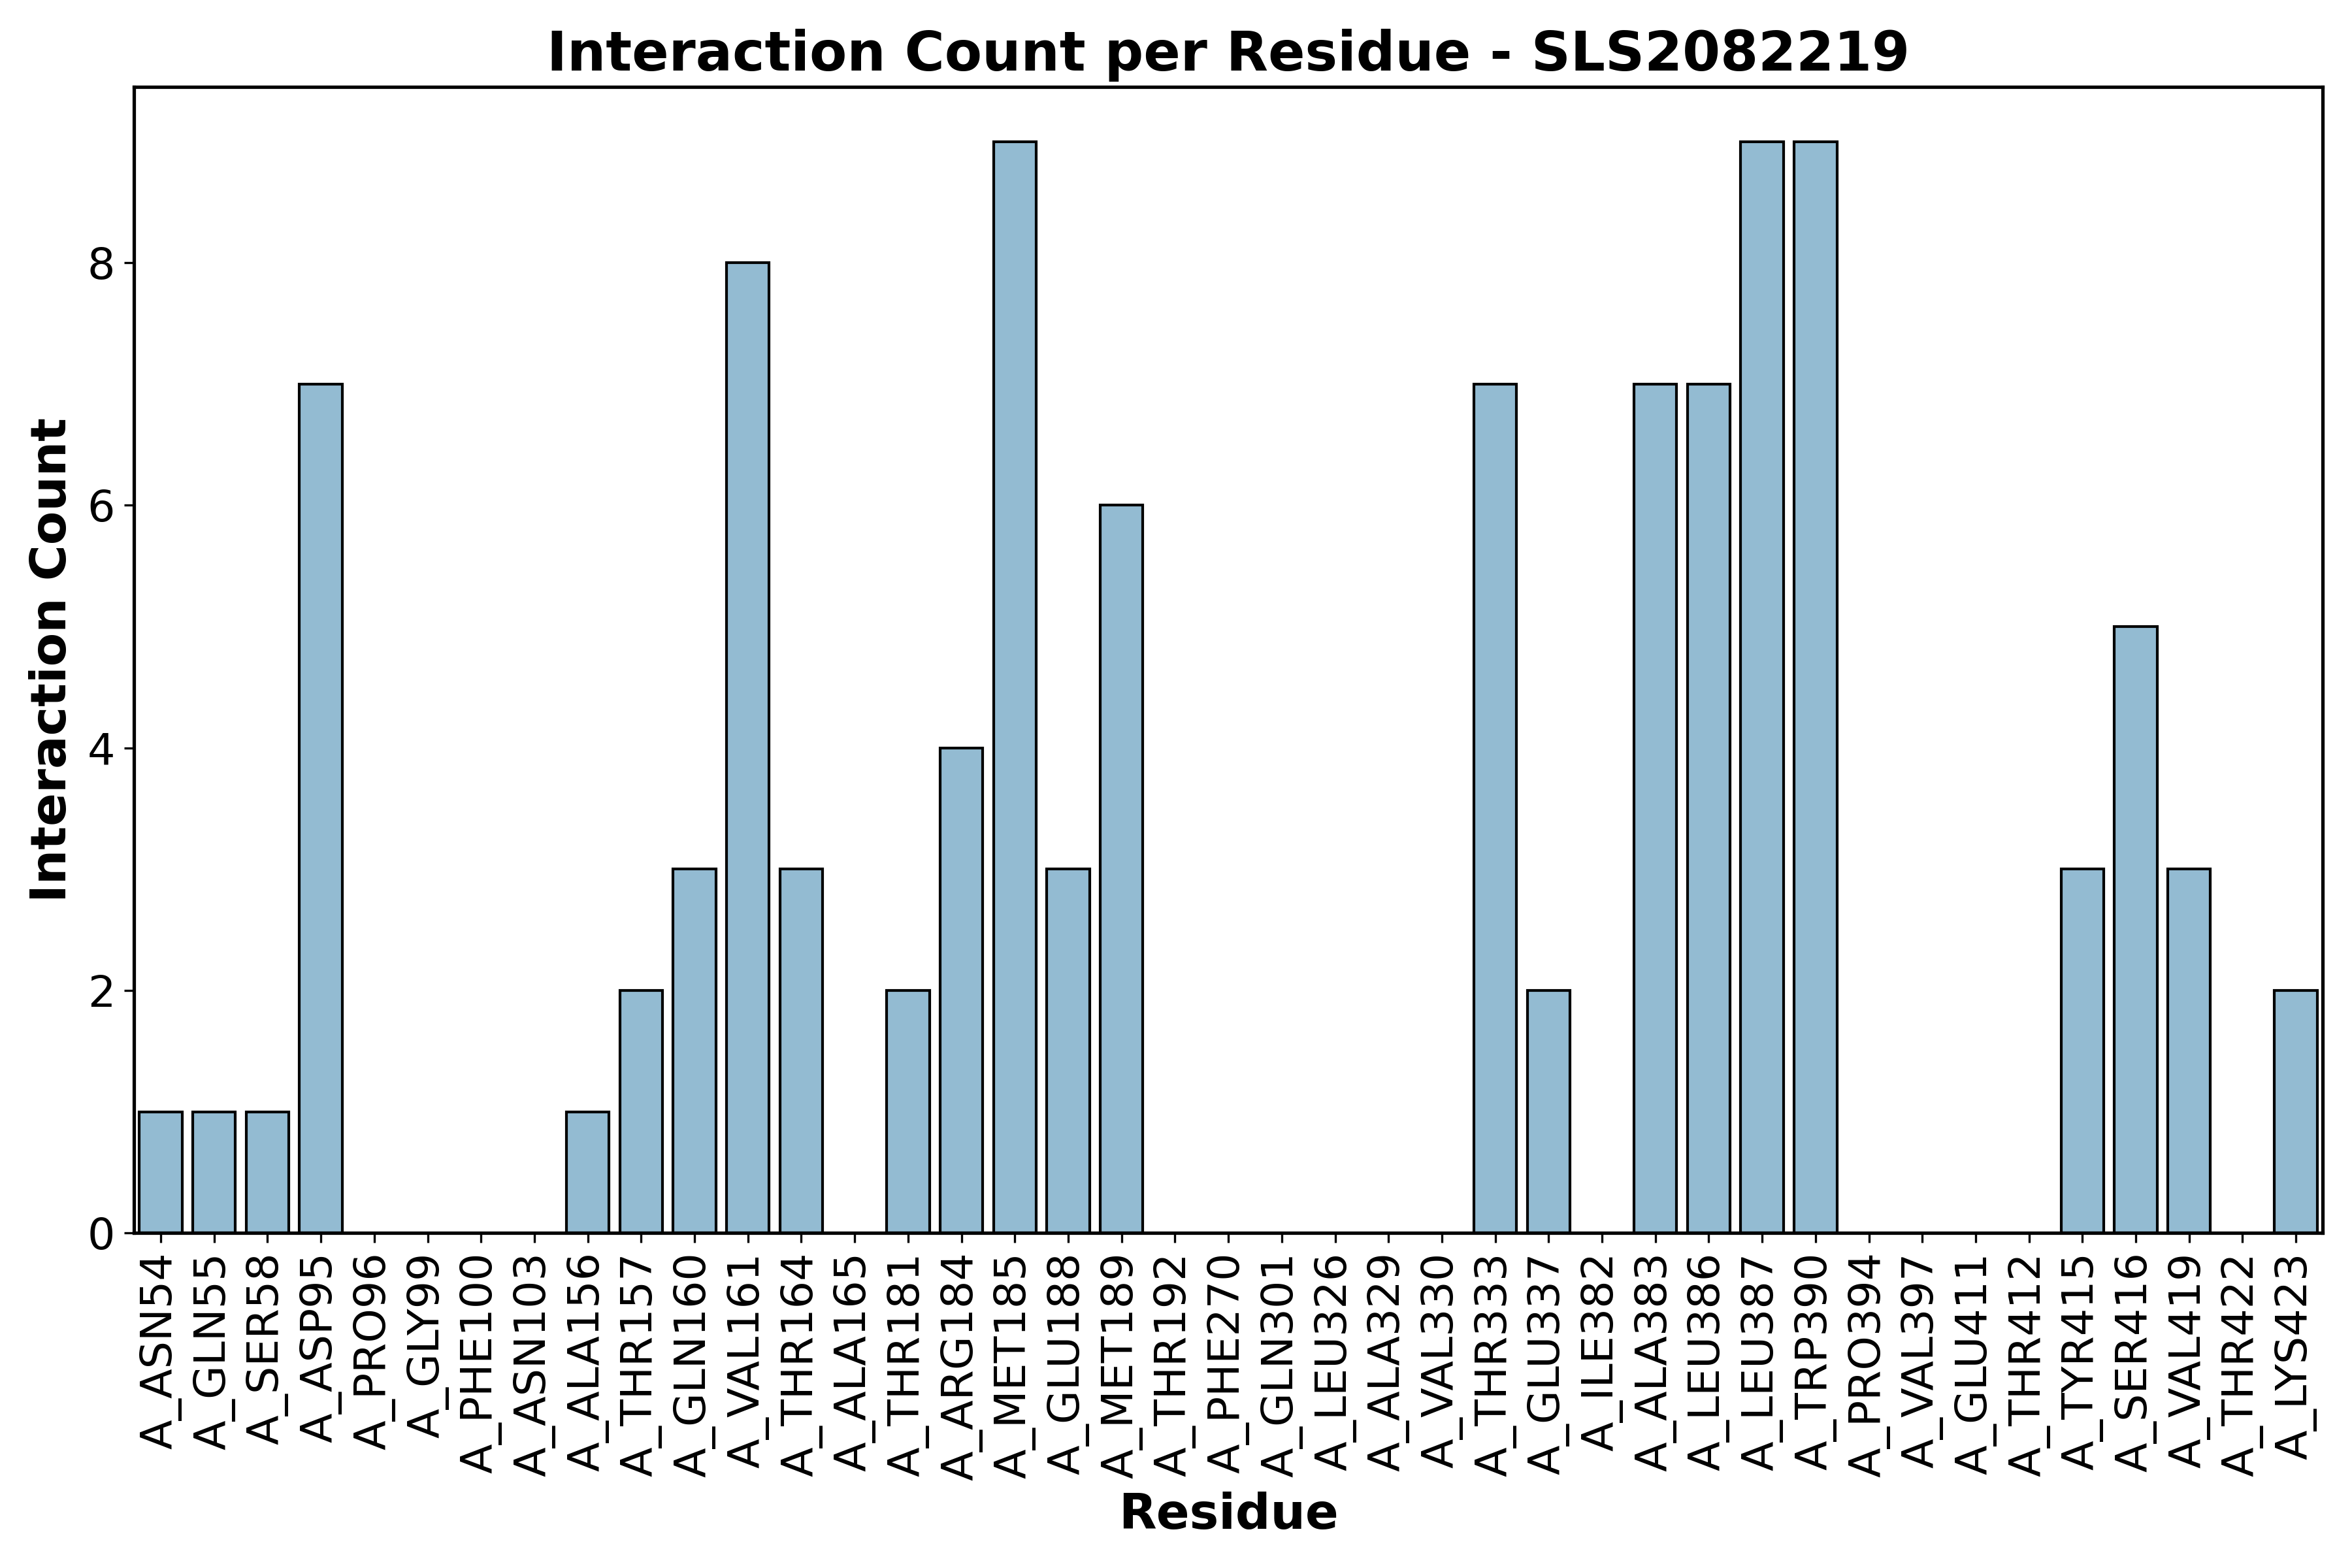 Interaction Count per Residue - SLS2082219
Interaction Count
8
6
4
2
0
A_ASN54
A_GLN55
A_SER58
A_ASP95
A_PRO96
A_GLY99
A_PHE100
A_ASN103
A_ALA156
A_THR157
A_GLN160
A_VAL161
A_THR164
A_ALA165
A_THR181
A_ARG184
A_MET185
A_GLU188
A_MET189
A_THR192
A_PHE270
A_GLN301
A_LEU326
A_ALA329
A_VAL330
A_THR333
A_GLU337
A_ILE382
A_ALA383
A_LEU386
A_LEU387
A_TRP390
A_PRO394
A_VAL397
A_GLU411
A_THR412
A_TYR415
A_SER416
A_VAL419
A_THR422
A_LYS423
Residue